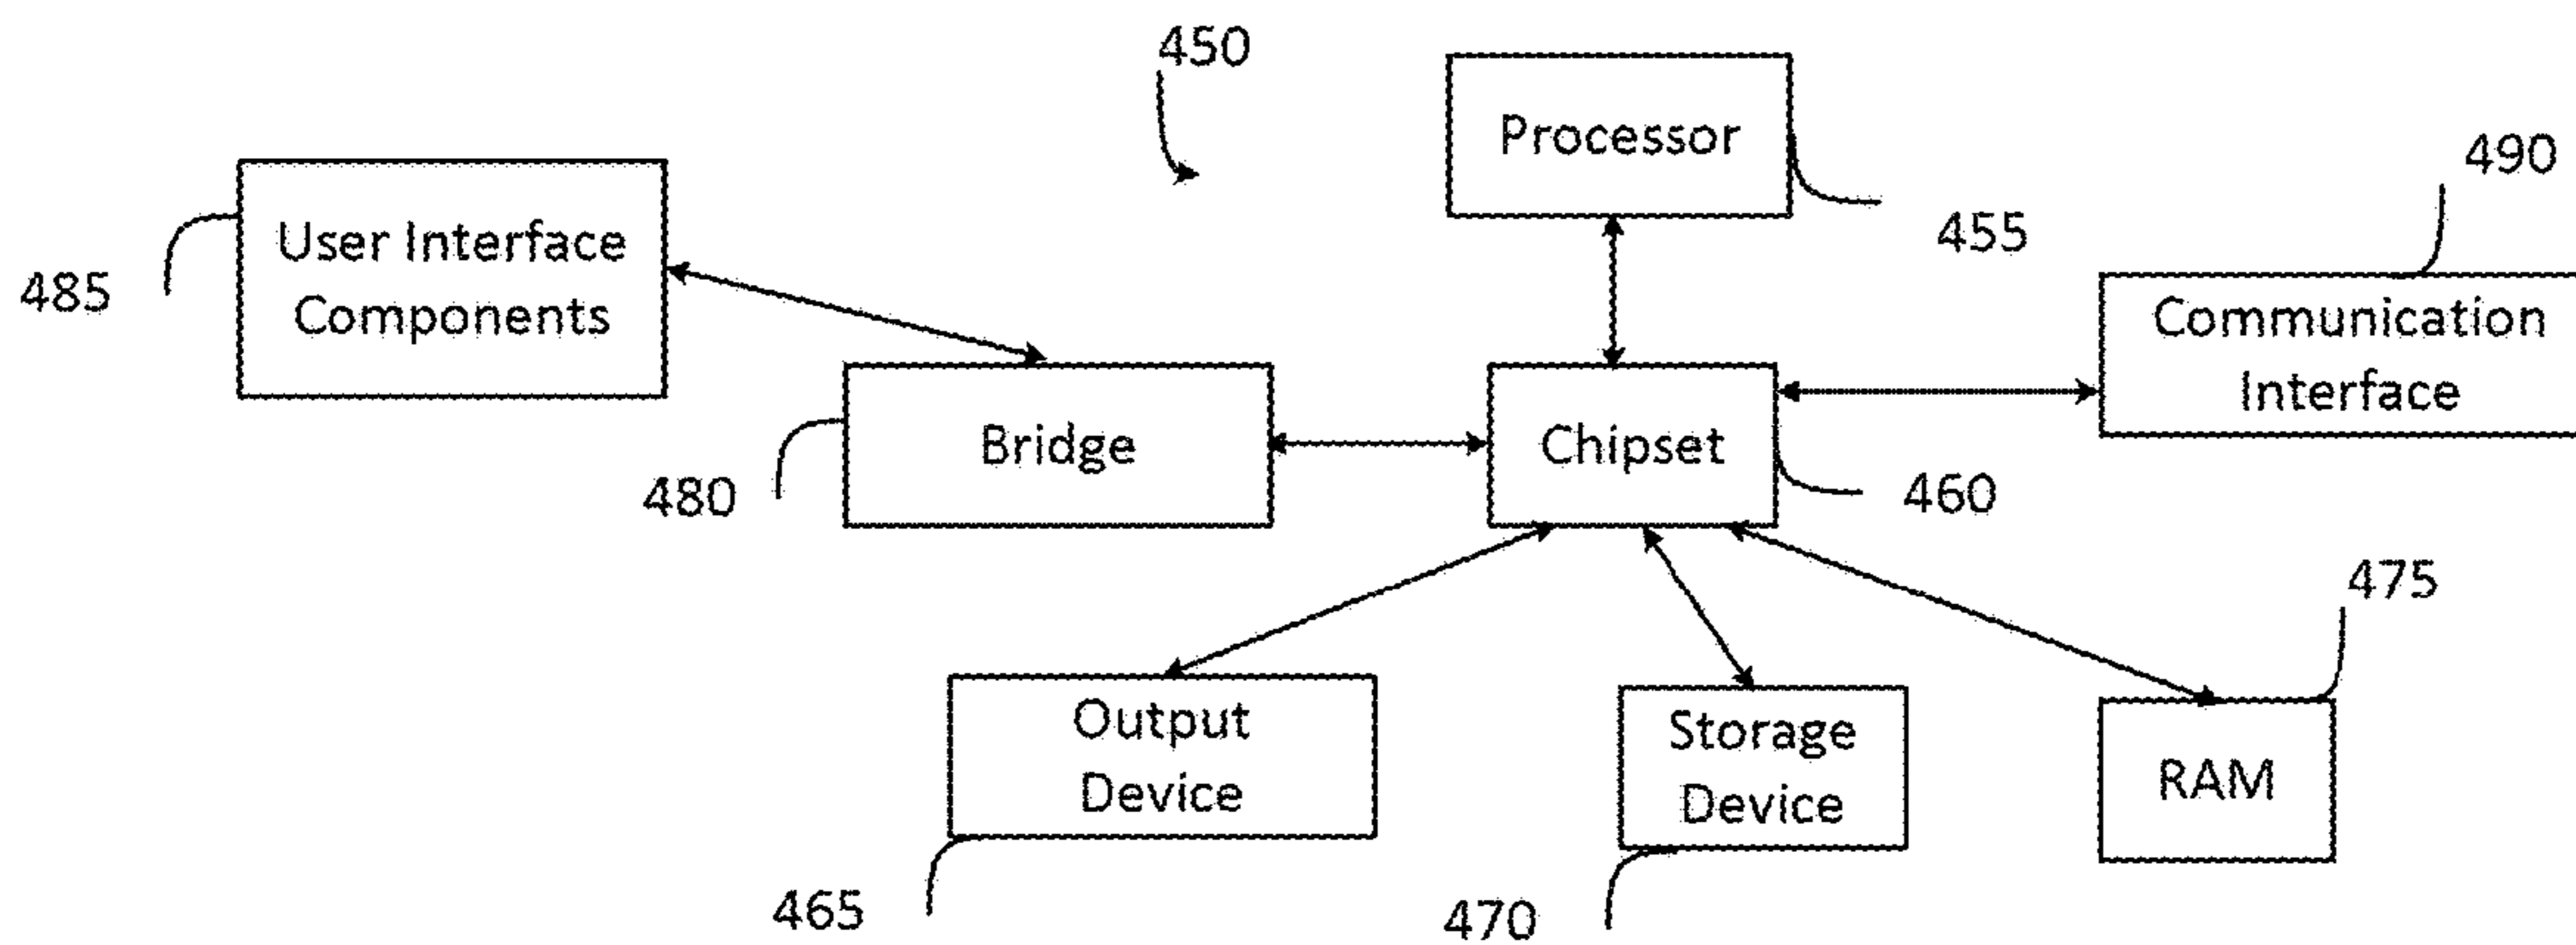 450
Processor
490
User Interface
Components
455
485
Communication
Interface
Bridge
Chipset
480
460
475
Output
Device
Storage
Device
RAM
465
470